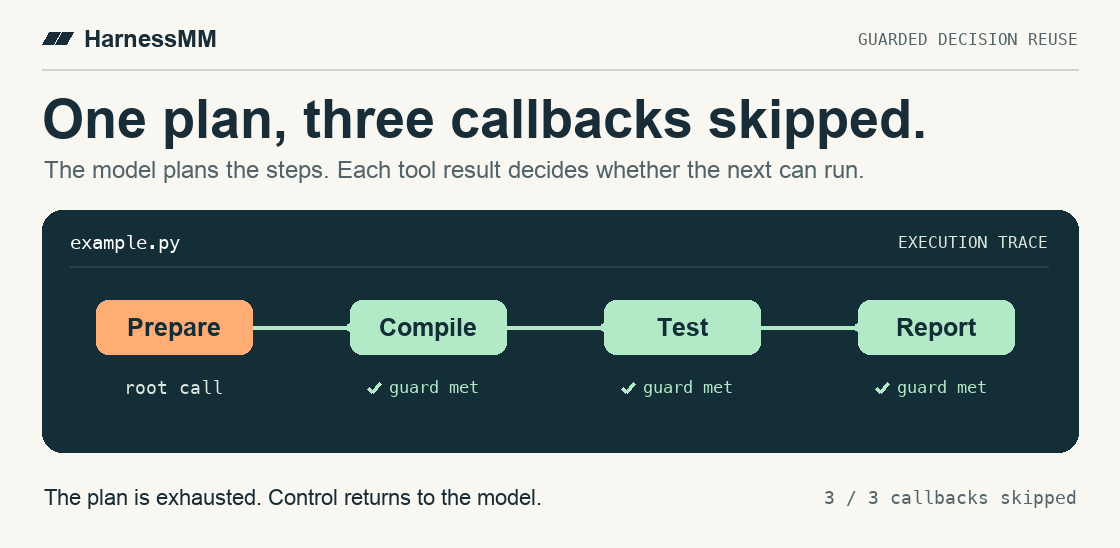 HarnessMM
GUARDED DECISION REUSE
One plan, three callbacks skipped.
The model plans the steps. Each tool result decides whether the next can run.
example.py
EXECUTION TRACE
Prepare
Compile
Test
Report
root call
✓ guard met
✓ guard met
✓ guard met
The plan is exhausted. Control returns to the model.
3 / 3 callbacks skipped